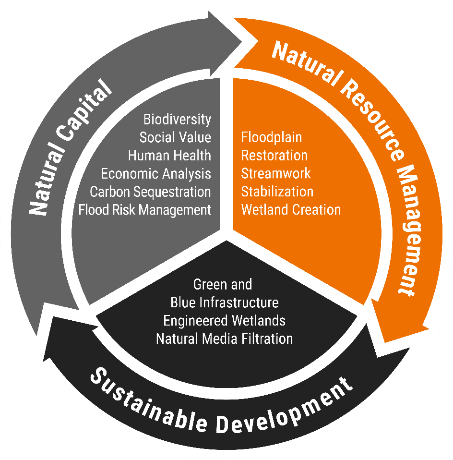 Natural Capital
Biodiversity
Social Value
Human Health
Economic Analysis
Carbon Sequestration
Flood Risk Management
Natural Resource Management
Floodplain
Restoration
Streamwork
Stabilization
Wetland Creation
Green and
Blue Infrastructure
Engineered Wetlands
Natural Media Filtration
Sustainable Development